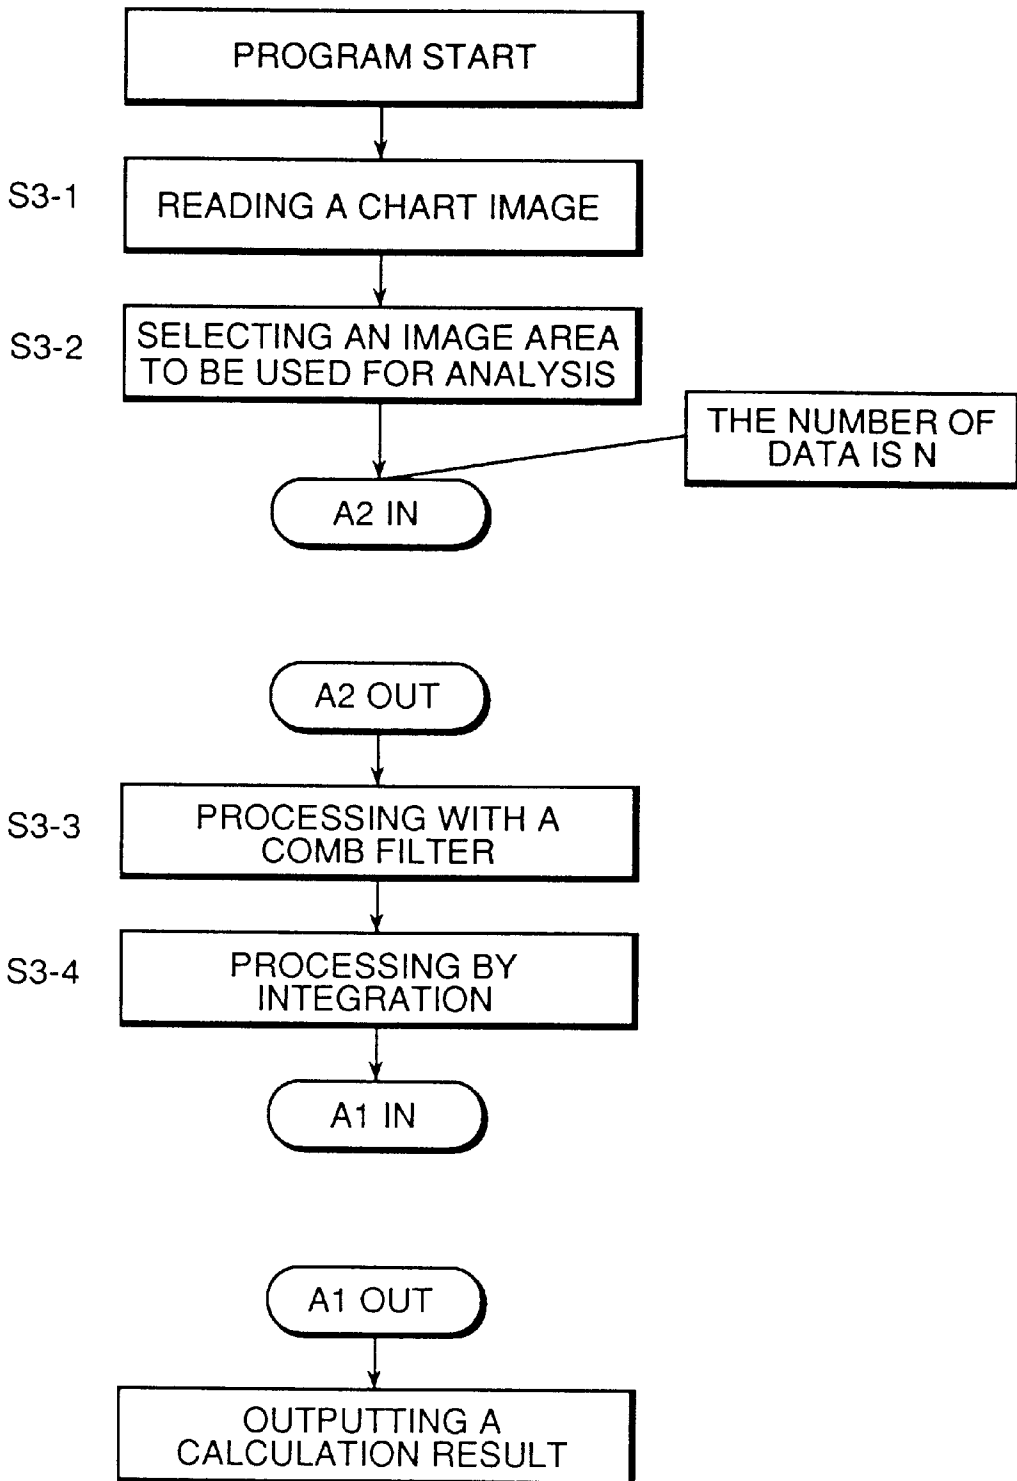 PROGRAM START
S3-1
READING A CHART IMAGE
S3-2
SELECTING AN IMAGE AREA
TO BE USED FOR ANALYSIS
THE NUMBER OF
DATA IS N
A2 IN
A2 OUT
S3-3
PROCESSING WITH A
COMB FILTER
S3-4
PROCESSING BY
INTEGRATION
A1 IN
A1 OUT
OUTPUTTING A
CALCULATION RESULT